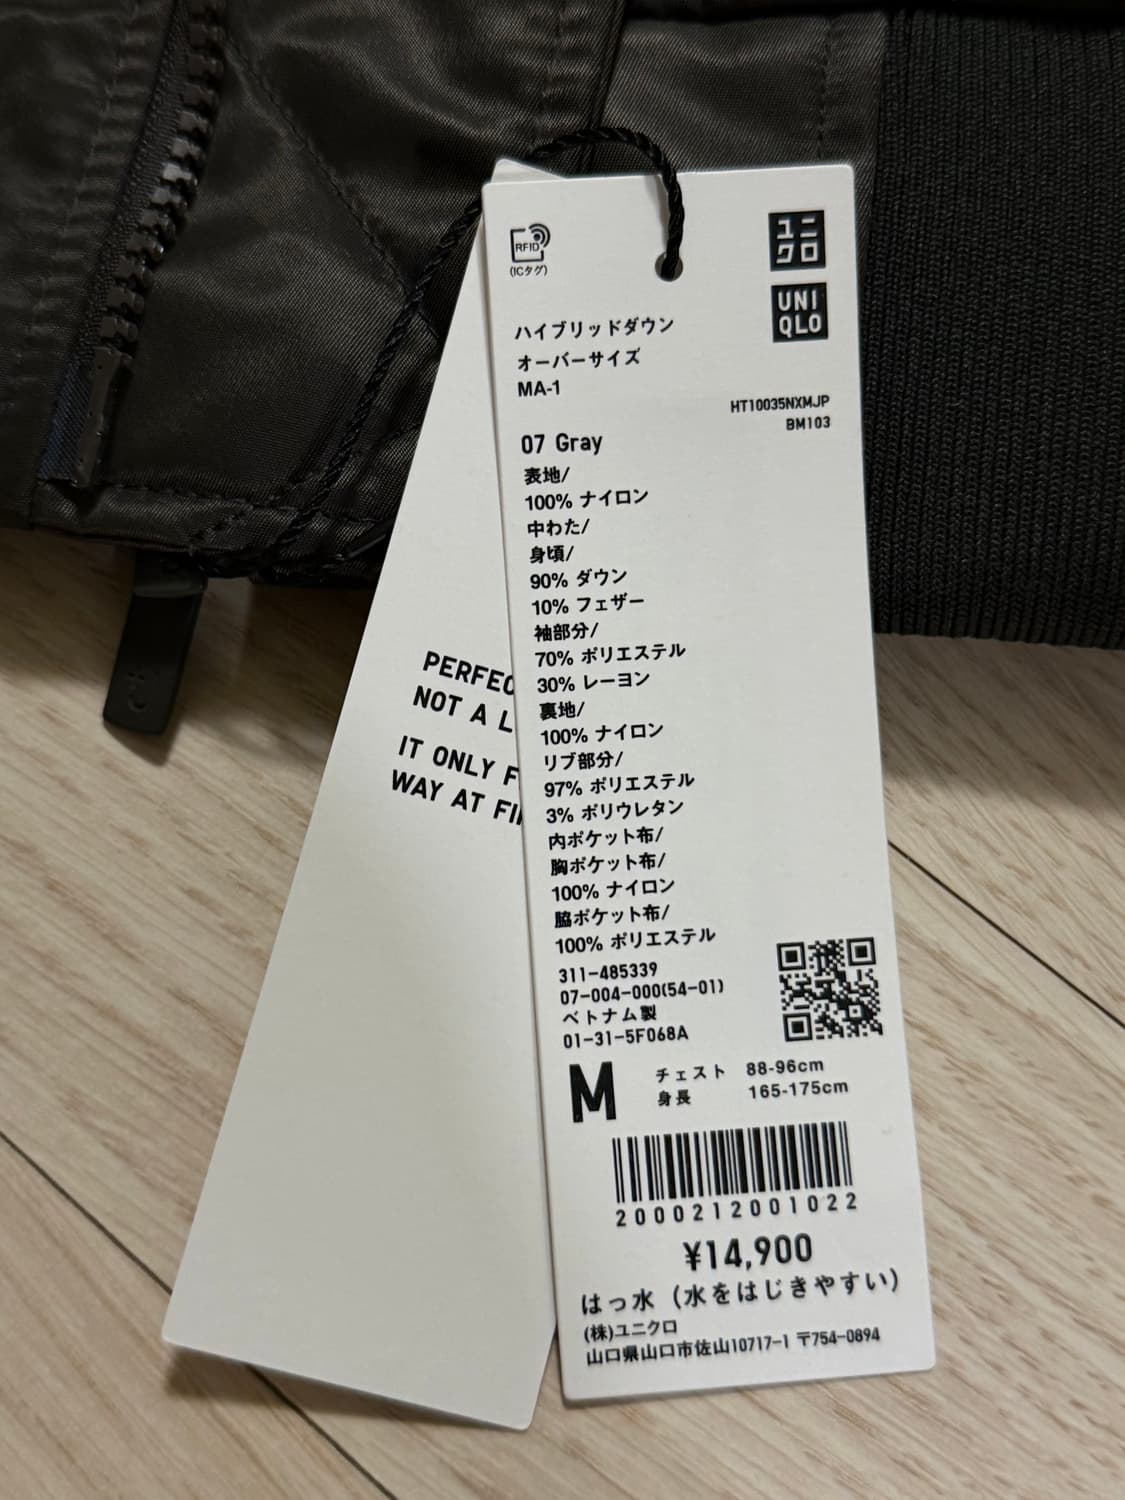 RFID
(ICタグ)
ユニ
クロ
UNI
QLO
ハイブリッドダウン
オーバーサイズ
MA-1
HT10035NXMJP
BM103
07 Gray
表地/
100% ナイロン
中わた/
身頃/
90% ダウン
10% フェザー
袖部分/
70% ポリエステル
30% レーヨン
裏地/
100% ナイロン
リブ部分/
97% ポリエステル
3% ポリウレタン
内ポケット布/
胸ポケット布/
100% ナイロン
脇ポケット布/
100% ポリエステル
311-485339
07-004-000(54-01)
ベトナム製
01-31-5F068A
M
チェスト 88-96cm
身長 165-175cm
2000212001022
¥14,900
はっ水 (水をはじきやすい)
(株)ユニクロ
山口県山口市佐山10717-1 〒754-0894
PERFEC
NOT A L
IT ONLY F
WAY AT FI